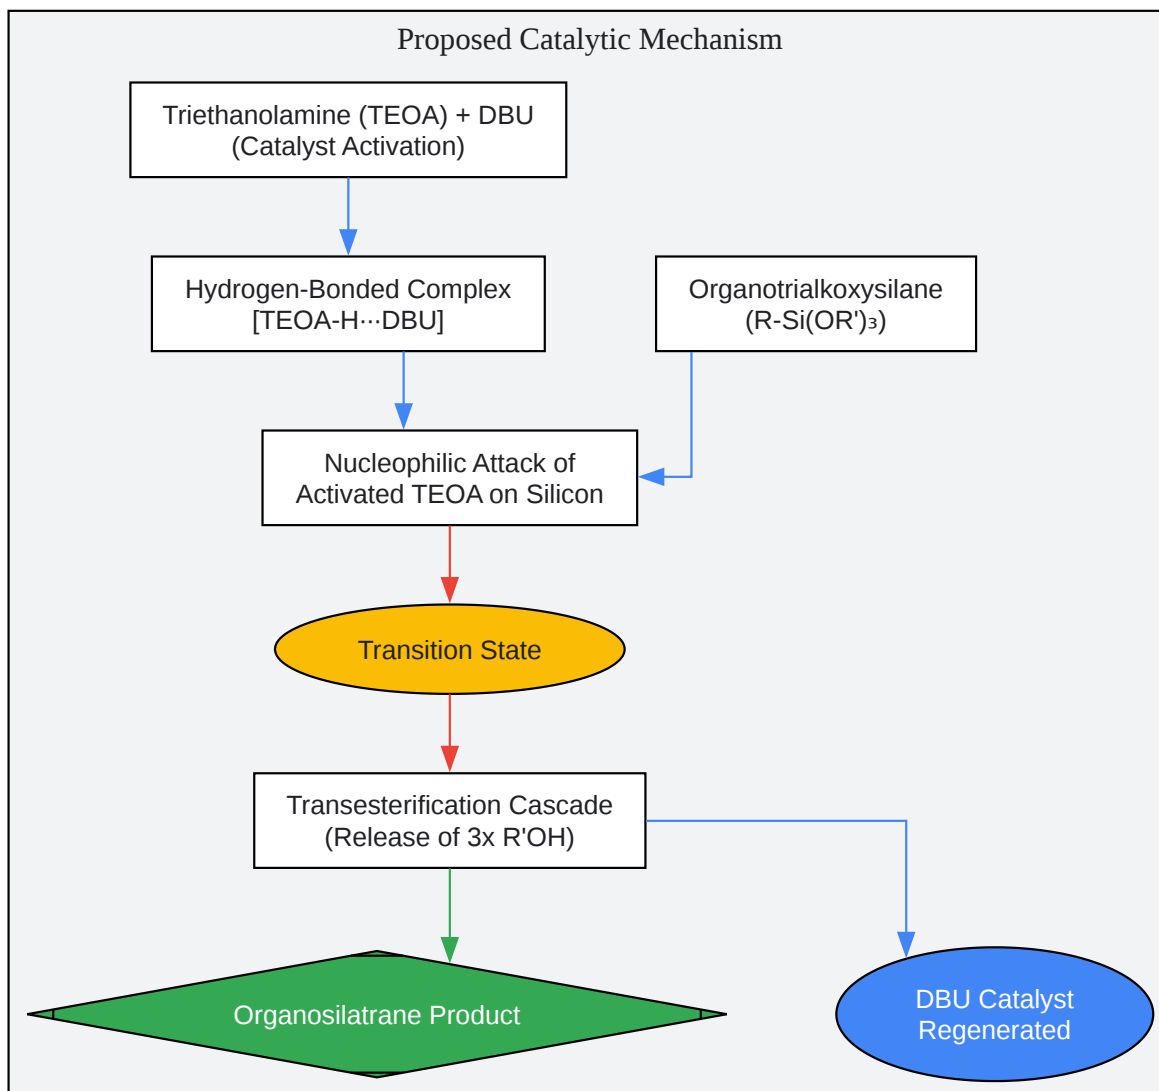 Proposed Catalytic Mechanism
Triethanolamine (TEOA) + DBU
(Catalyst Activation)
Hydrogen-Bonded Complex
[TEOA-H···DBU]
Organotrialkoxysilane
(R-Si(OR')₃)
Nucleophilic Attack of
Activated TEOA on Silicon
Transition State
Transesterification Cascade
(Release of 3x R'OH)
Organosilatrane Product
DBU Catalyst
Regenerated